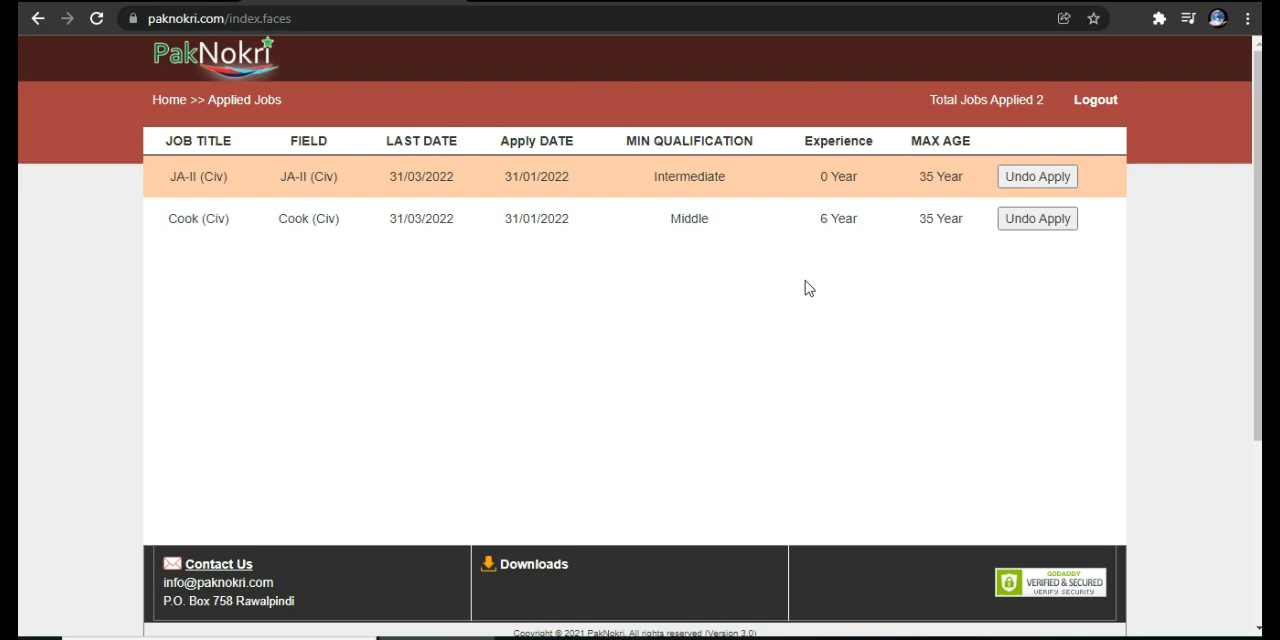 paknokri.com/index.faces
PakNokri
Home >> Applied Jobs Total Jobs Applied 2 Logout
JOB TITLE FIELD LAST DATE Apply DATE MIN QUALIFICATION Experience MAX AGE
JA-II (Civ) JA-II (Civ) 31/03/2022 31/01/2022 Intermediate 0 Year 35 Year Undo Apply
Cook (Civ) Cook (Civ) 31/03/2022 31/01/2022 Middle 6 Year 35 Year Undo Apply
Contact Us Downloads
info@paknokri.com
P.O. Box 758 Rawalpindi
GODADDY
VERIFIED & SECURED
VERIFY SECURITY
Copyright © 2021 PakNokri. All rights reserved (Version 3.0)